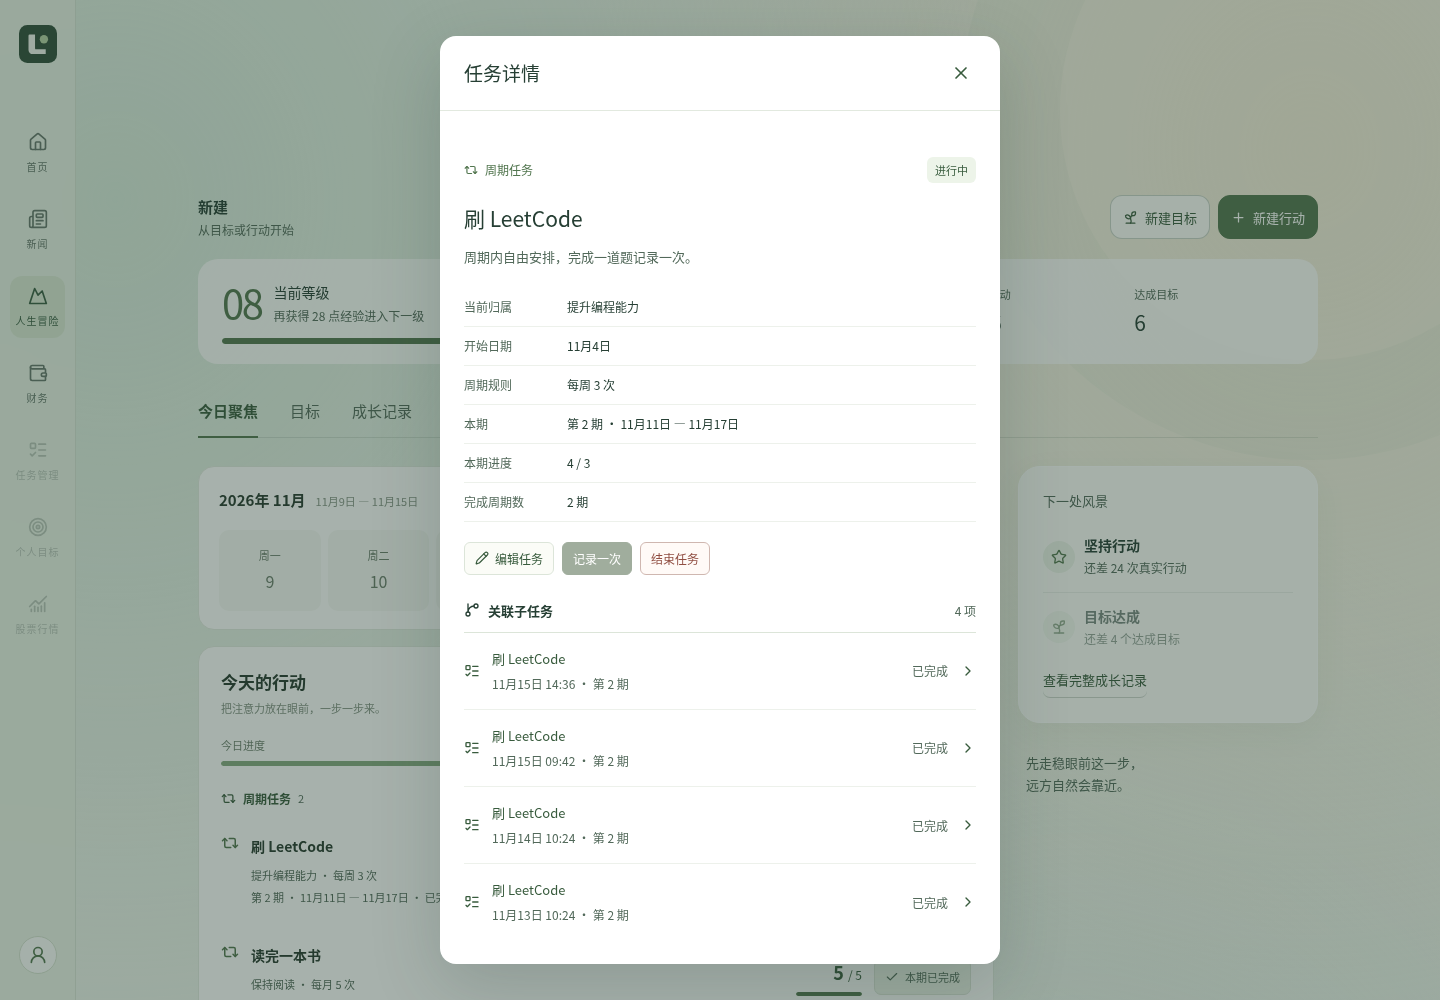 首页
新闻
人生冒险
财务
任务管理
个人目标
股票行情
新建
从目标或行动开始
新建目标
新建行动
08
当前等级
再获得 28 点经验进入下一级
达成目标
6
今日聚焦
目标
成长记录
2026年 11月
11月9日 — 11月15日
周一
9
周二
10
今天的行动
把注意力放在眼前，一步一步来。
今日进度
周期任务 2
刷 LeetCode
提升编程能力 · 每周 3 次
第 2 期 · 11月11日 — 11月17日 · 已
读完一本书
保持阅读 · 每月 5 次
5 / 5
本期已完成
任务详情
周期任务
进行中
刷 LeetCode
周期内自由安排，完成一道题记录一次。
当前归属 提升编程能力
开始日期 11月4日
周期规则 每周 3 次
本期 第 2 期 · 11月11日 — 11月17日
本期进度 4 / 3
完成周期数 2 期
编辑任务
记录一次
结束任务
关联子任务
4 项
刷 LeetCode
11月15日 14:36 · 第 2 期
已完成
刷 LeetCode
11月15日 09:42 · 第 2 期
已完成
刷 LeetCode
11月14日 10:24 · 第 2 期
已完成
刷 LeetCode
11月13日 10:24 · 第 2 期
已完成
下一处风景
坚持行动
还差 24 次真实行动
目标达成
还差 4 个达成目标
查看完整成长记录
先走稳眼前这一步，
远方自然会靠近。